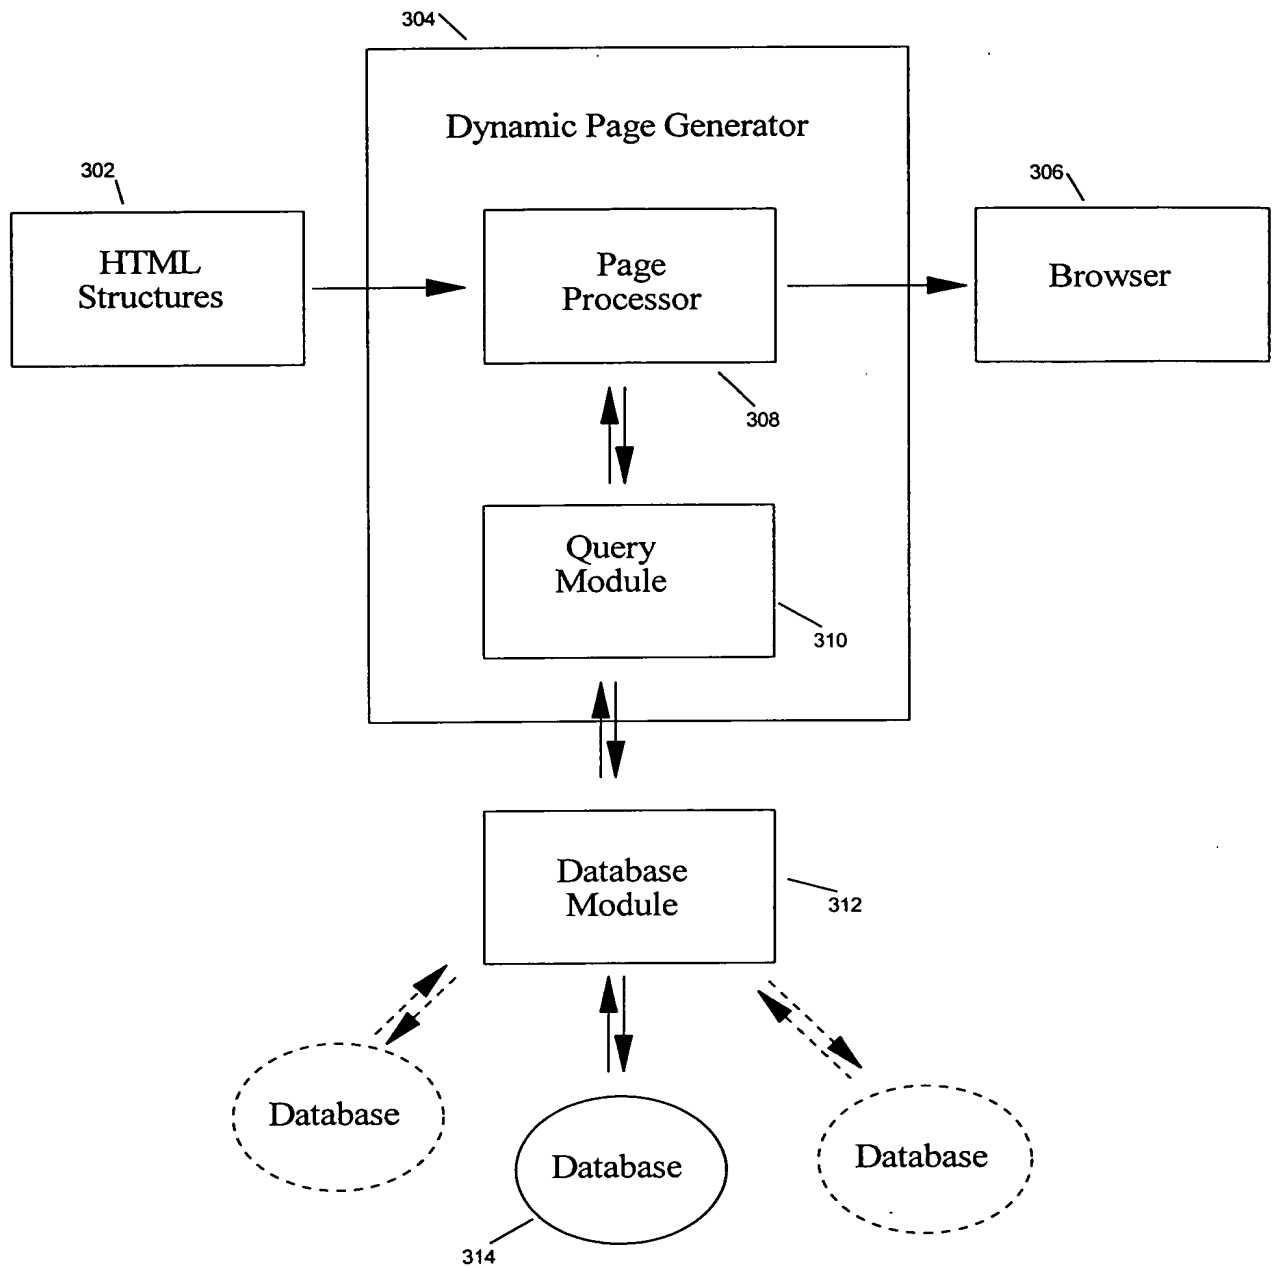 304
Dynamic Page Generator
302
306
HTML
Structures
Page
Processor
Browser
308
Query
Module
310
Database
Module
312
Database
Database
Database
314